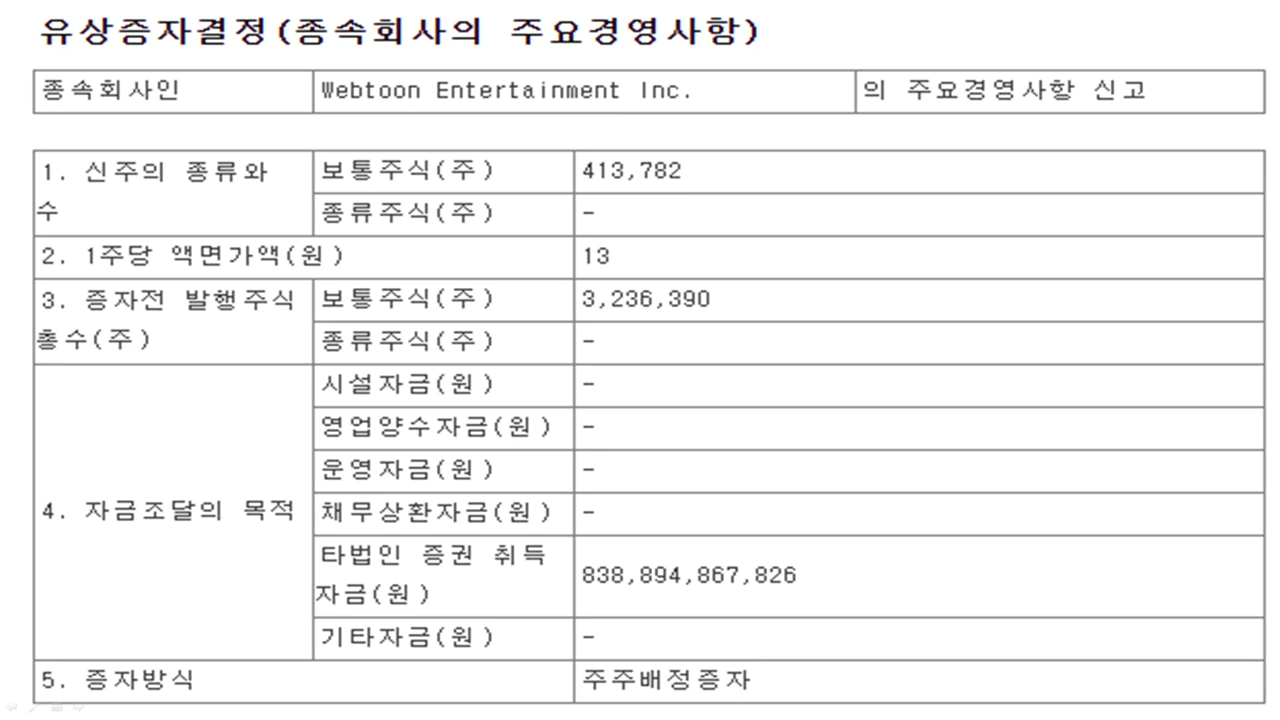 유상증자결정(종속회사의 주요경영사항)
종속회사인 Webtoon Entertainment Inc. 의 주요경영사항 신고
1. 신주의 종류와
수
보통주식(주) 413,782
종류주식(주) -
2. 1주당 액면가액(원) 13
3. 증자전 발행주식
총수(주)
보통주식(주) 3,236,390
종류주식(주) -
4. 자금조달의 목적
시설자금(원) -
영업양수자금(원) -
운영자금(원) -
채무상환자금(원) -
타법인 증권 취득
자금(원)
838,894,867,826
기타자금(원) -
5. 증자방식 주주배정증자